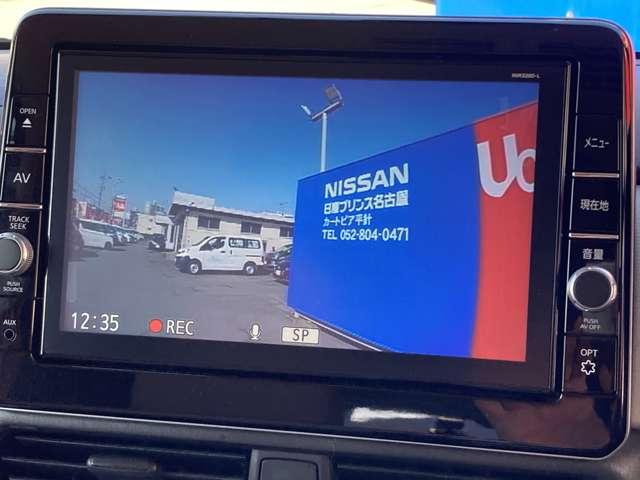 MM320D-L
OPEN
AV
TRACK
SEEK
PUSH
SOURCE
AUX
NISSAN
日産プリンス名古屋
カートピア平針
TEL 052-804-0471
Uc
12:35
REC
SP
メニュー
現在地
音量
PUSH
AV OFF
OPT